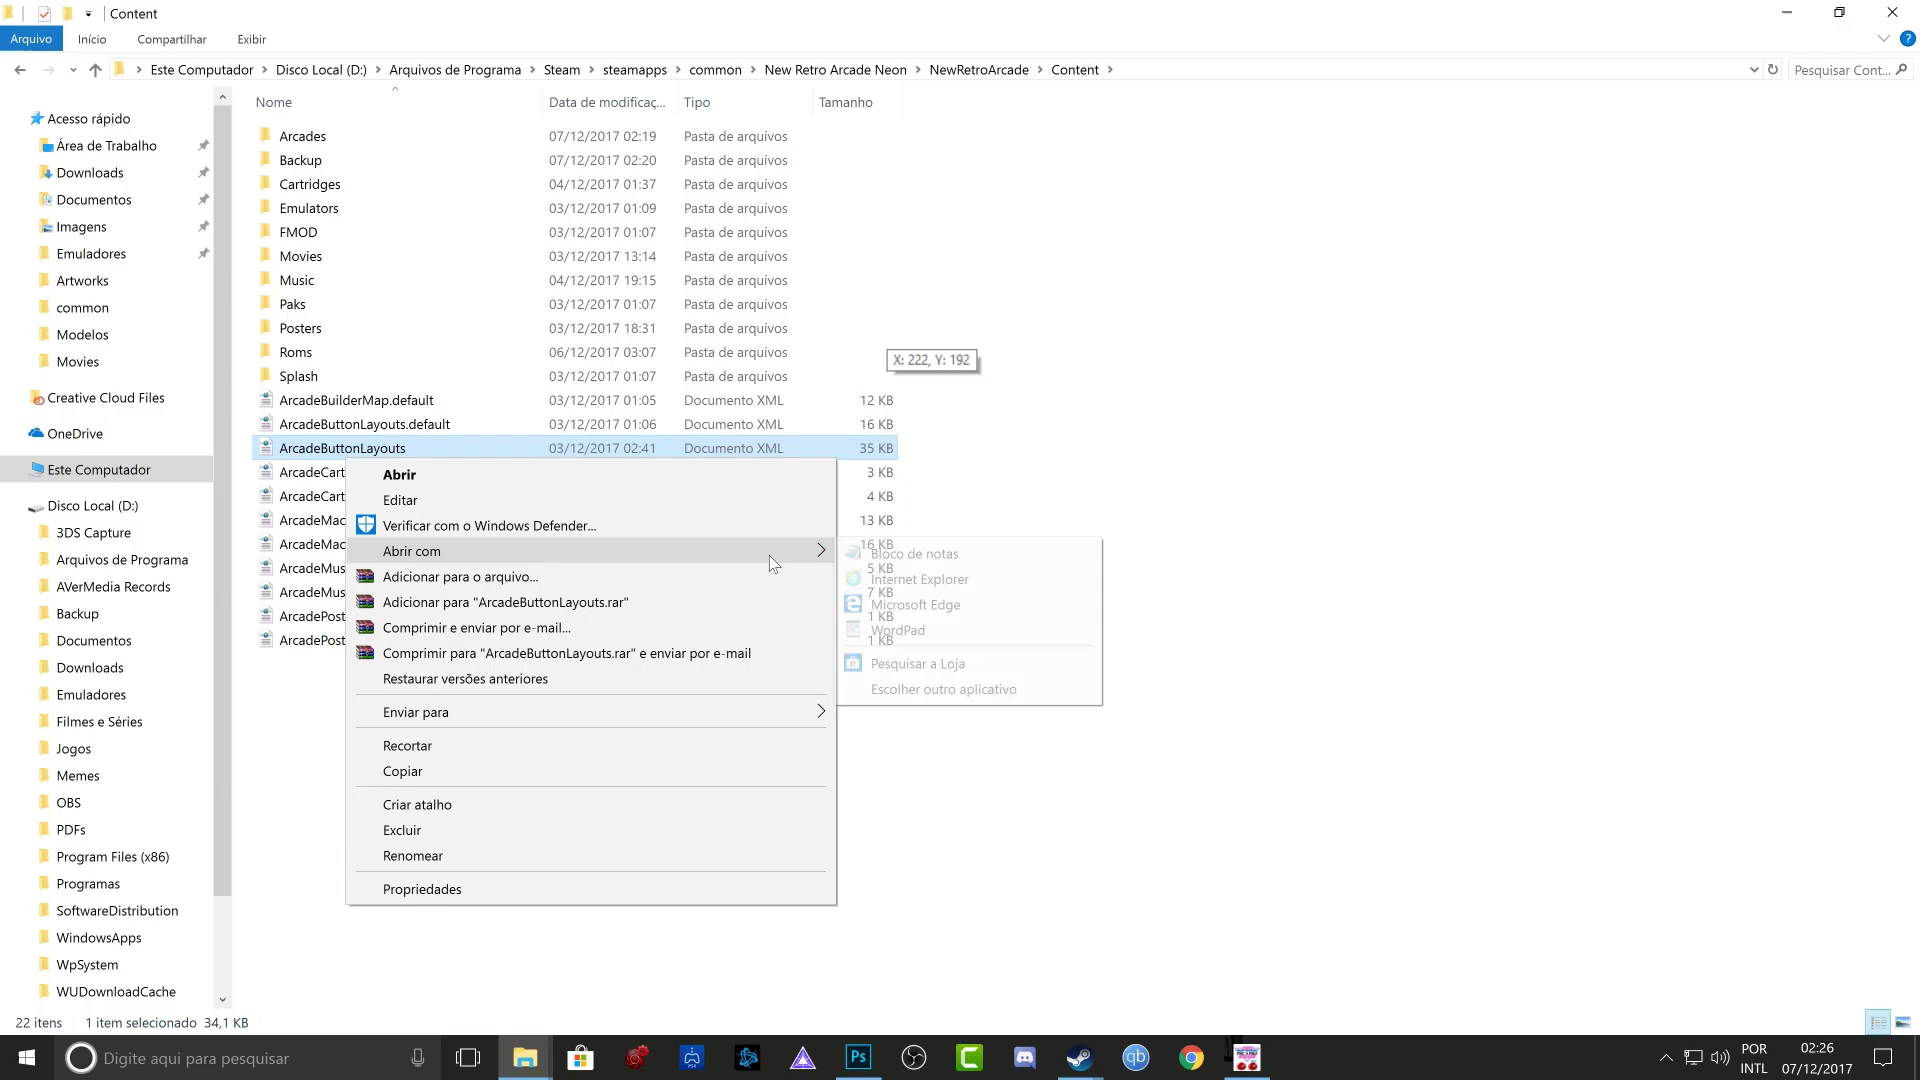 Content
Arquivo Início Compartilhar Exibir
Este Computador Disco Local (D:) Arquivos de Programa Steam steamapps common New Retro Arcade Neon NewRetroArcade Content
Pesquisar Cont...
Acesso rápido
Área de Trabalho
Downloads
Documentos
Imagens
Emuladores
Artworks
common
Modelos
Movies
Creative Cloud Files
OneDrive
Este Computador
Disco Local (D:)
3DS Capture
Arquivos de Programa
AVerMedia Records
Backup
Documentos
Downloads
Emuladores
Filmes e Séries
Jogos
Memes
OBS
PDFs
Program Files (x86)
Programas
SoftwareDistribution
WindowsApps
WpSystem
WUDownloadCache
Nome Data de modificaç... Tipo Tamanho
Arcades 07/12/2017 02:19 Pasta de arquivos
Backup 07/12/2017 02:20 Pasta de arquivos
Cartridges 04/12/2017 01:37 Pasta de arquivos
Emulators 03/12/2017 01:09 Pasta de arquivos
FMOD 03/12/2017 01:07 Pasta de arquivos
Movies 03/12/2017 13:14 Pasta de arquivos
Music 04/12/2017 19:15 Pasta de arquivos
Paks 03/12/2017 01:07 Pasta de arquivos
Posters 03/12/2017 18:31 Pasta de arquivos
Roms 06/12/2017 03:07 Pasta de arquivos
Splash 03/12/2017 01:07 Pasta de arquivos
ArcadeBuilderMap.default 03/12/2017 01:05 Documento XML 12 KB
ArcadeButtonLayouts.default 03/12/2017 01:06 Documento XML 16 KB
ArcadeButtonLayouts 03/12/2017 02:41 Documento XML 35 KB
ArcadeCart 3 KB
ArcadeCart 4 KB
ArcadeMac 13 KB
ArcadeMac 16 KB
ArcadeMus 5 KB
ArcadeMus 7 KB
ArcadePost 1 KB
ArcadePost 1 KB
X: 222, Y: 192
Abrir
Editar
Verificar com o Windows Defender...
Abrir com
Adicionar para o arquivo...
Adicionar para "ArcadeButtonLayouts.rar"
Comprimir e enviar por e-mail...
Comprimir para "ArcadeButtonLayouts.rar" e enviar por e-mail
Restaurar versões anteriores
Enviar para
Recortar
Copiar
Criar atalho
Excluir
Renomear
Propriedades
Bloco de notas
Internet Explorer
Microsoft Edge
WordPad
Pesquisar a Loja
Escolher outro aplicativo
22 itens 1 item selecionado 34,1 KB
Digite aqui para pesquisar
PS4
Ps
qb
POR
INTL
02:26
07/12/2017